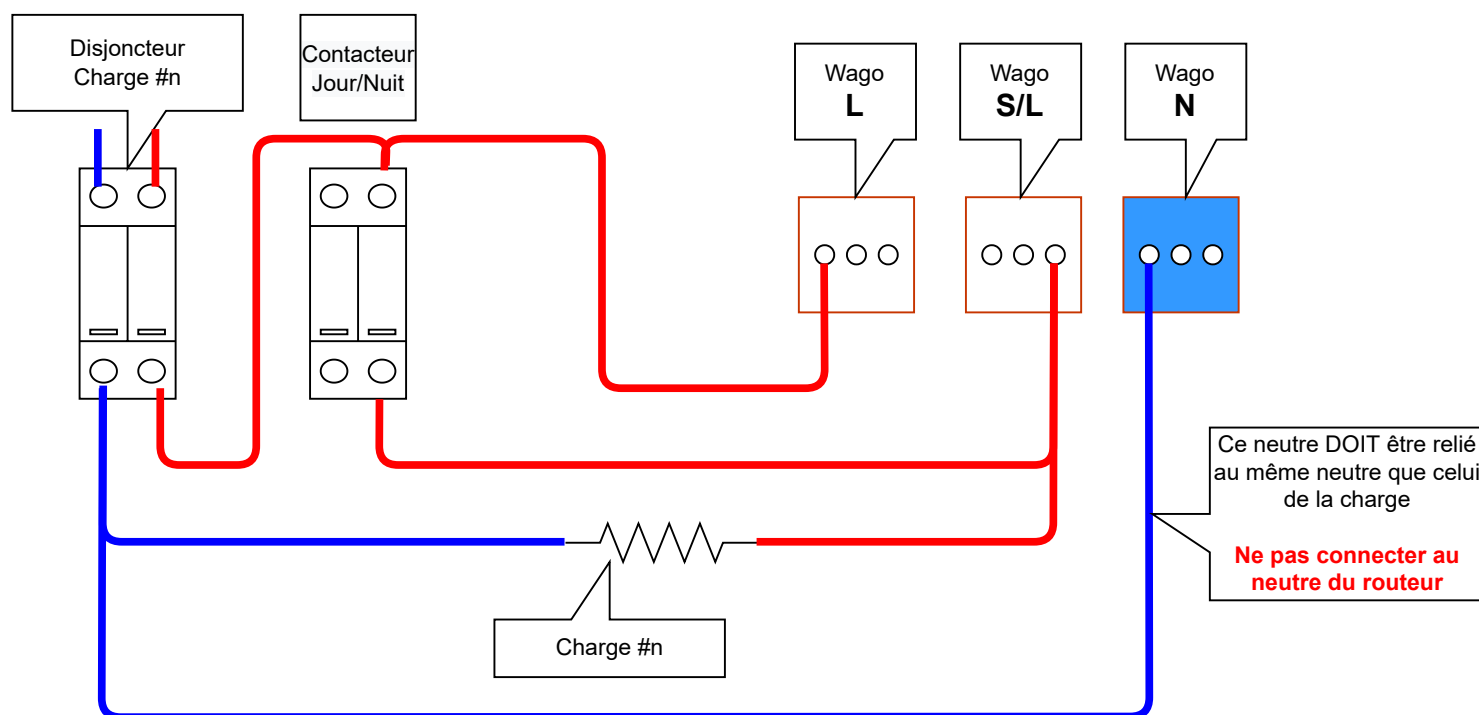 Disjoncteur
Charge #n
Contacteur
Jour/Nuit
Wago
L
Wago
S/L
Wago
N
Ce neutre DOIT être relié
au même neutre que celui
de la charge
Ne pas connecter au
neutre du routeur
Charge #n